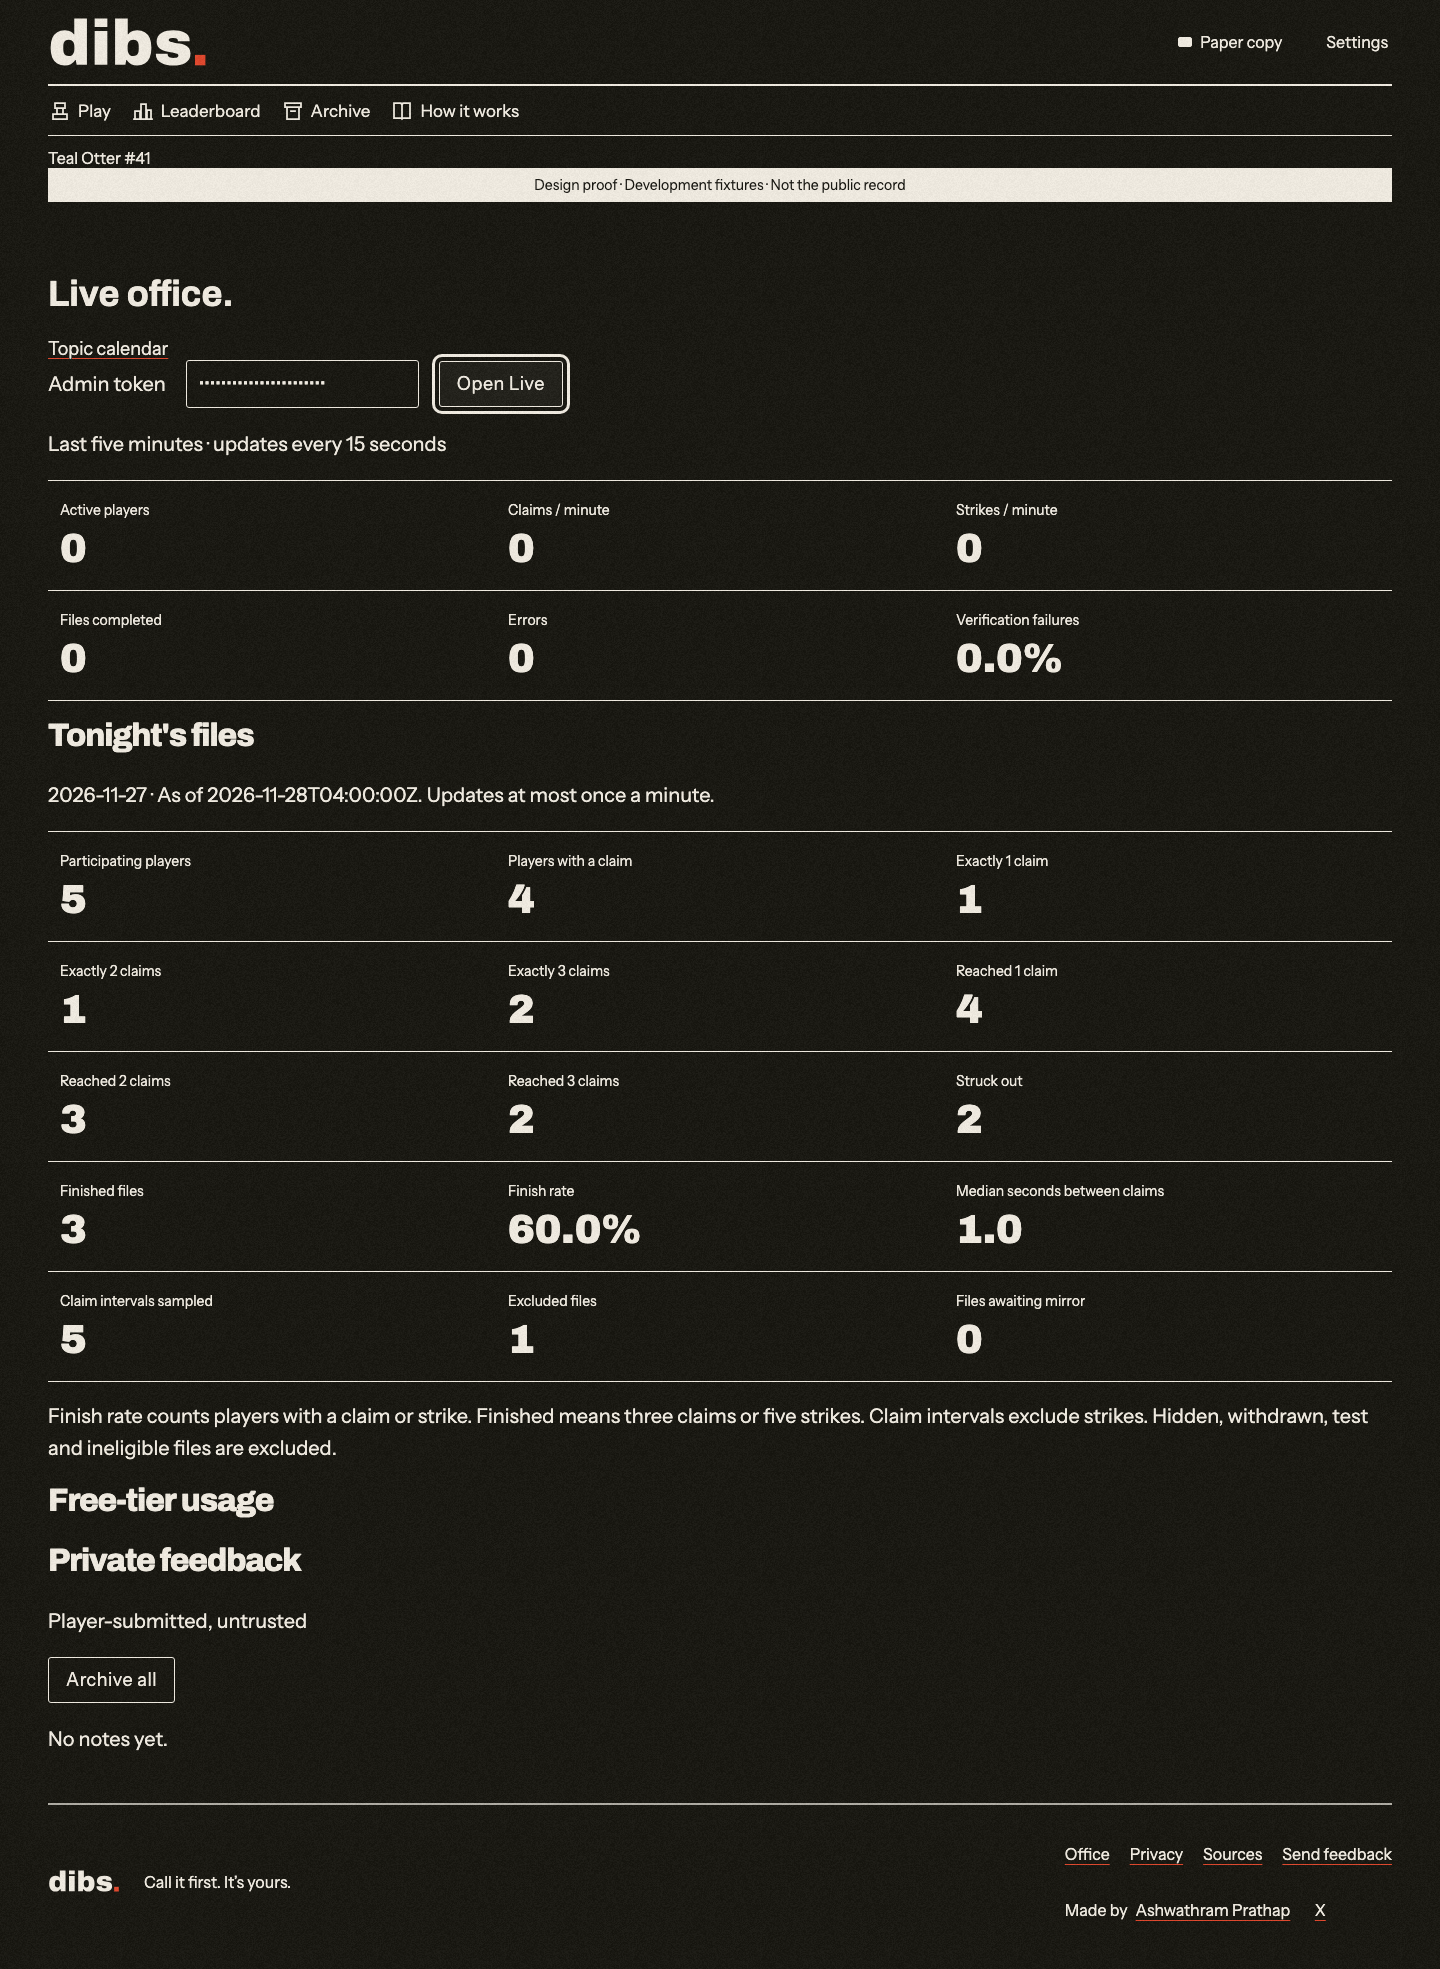 dibs.
Paper copy Settings
Play Leaderboard Archive How it works
Teal Otter #41
Design proof · Development fixtures · Not the public record
Live office.
Topic calendar
Admin token ······················· Open Live
Last five minutes · updates every 15 seconds
Active players Claims / minute Strikes / minute
0 0 0
Files completed Errors Verification failures
0 0 0.0%
Tonight's files
2026-11-27 · As of 2026-11-28T04:00:00Z. Updates at most once a minute.
Participating players Players with a claim Exactly 1 claim
5 4 1
Exactly 2 claims Exactly 3 claims Reached 1 claim
1 2 4
Reached 2 claims Reached 3 claims Struck out
3 2 2
Finished files Finish rate Median seconds between claims
3 60.0% 1.0
Claim intervals sampled Excluded files Files awaiting mirror
5 1 0
Finish rate counts players with a claim or strike. Finished means three claims or five strikes. Claim intervals exclude strikes. Hidden, withdrawn, test
and ineligible files are excluded.
Free-tier usage
Private feedback
Player-submitted, untrusted
Archive all
No notes yet.
Office Privacy Sources Send feedback
dibs. Call it first. It's yours.
Made by Ashwathram Prathap X